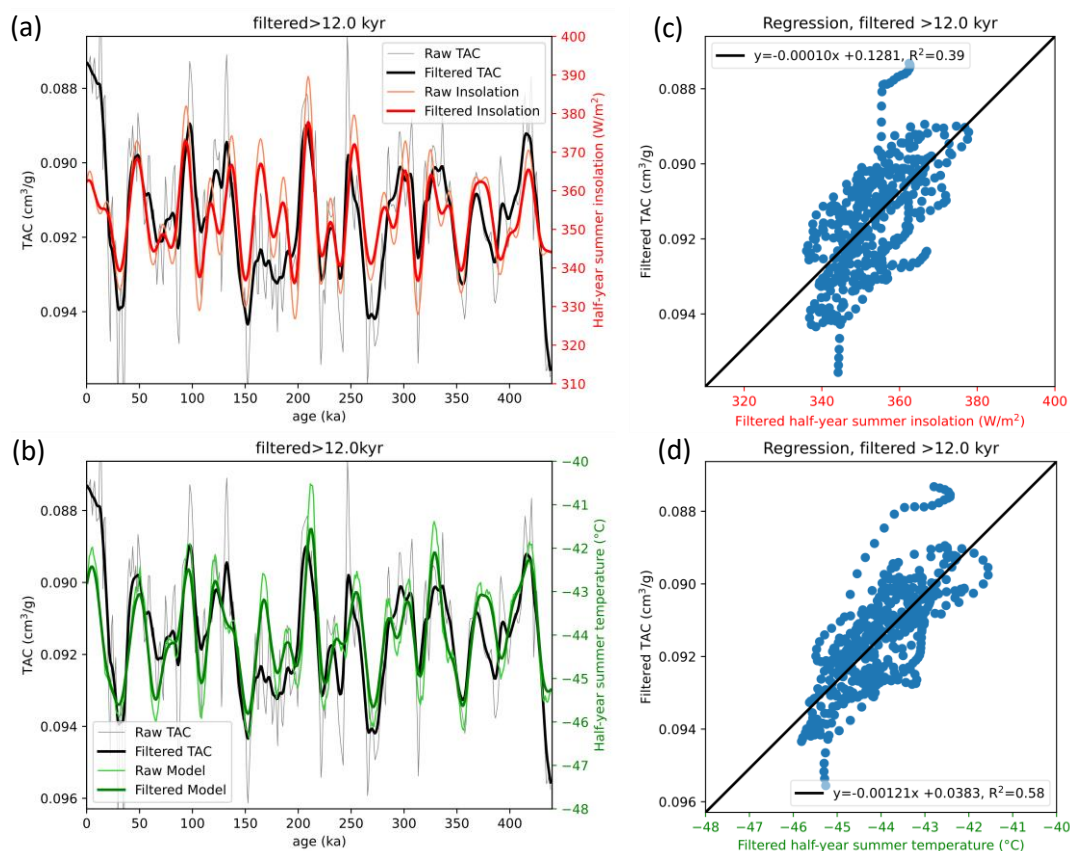 (a)
filtered>12.0 kyr
Raw TAC
Filtered TAC
Raw Insolation
Filtered Insolation
TAC (cm³/g)
0.088
0.090
0.092
0.094
Half-year summer insolation (W/m²)
400
390
380
370
360
350
340
330
320
310
0 50 100 150 200 250 300 350 400
age (ka)
(c)
Regression, filtered >12.0 kyr
y=-0.00010x +0.1281, R²=0.39
Filtered TAC (cm³/g)
0.088
0.090
0.092
0.094
320 340 360 380 400
Filtered half-year summer insolation (W/m²)
(b)
filtered>12.0kyr
TAC (cm³/g)
0.088
0.090
0.092
0.094
0.096
Half-year summer temperature (°C)
−40
−41
−42
−43
−44
−45
−46
−47
−48
Raw TAC
Filtered TAC
Raw Model
Filtered Model
0 50 100 150 200 250 300 350 400
age (ka)
(d)
Regression, filtered >12.0 kyr
Filtered TAC (cm³/g)
0.088
0.090
0.092
0.094
0.096
y=-0.00121x +0.0383, R²=0.58
−48 −47 −46 −45 −44 −43 −42 −41 −40
Filtered half-year summer temperature (°C)